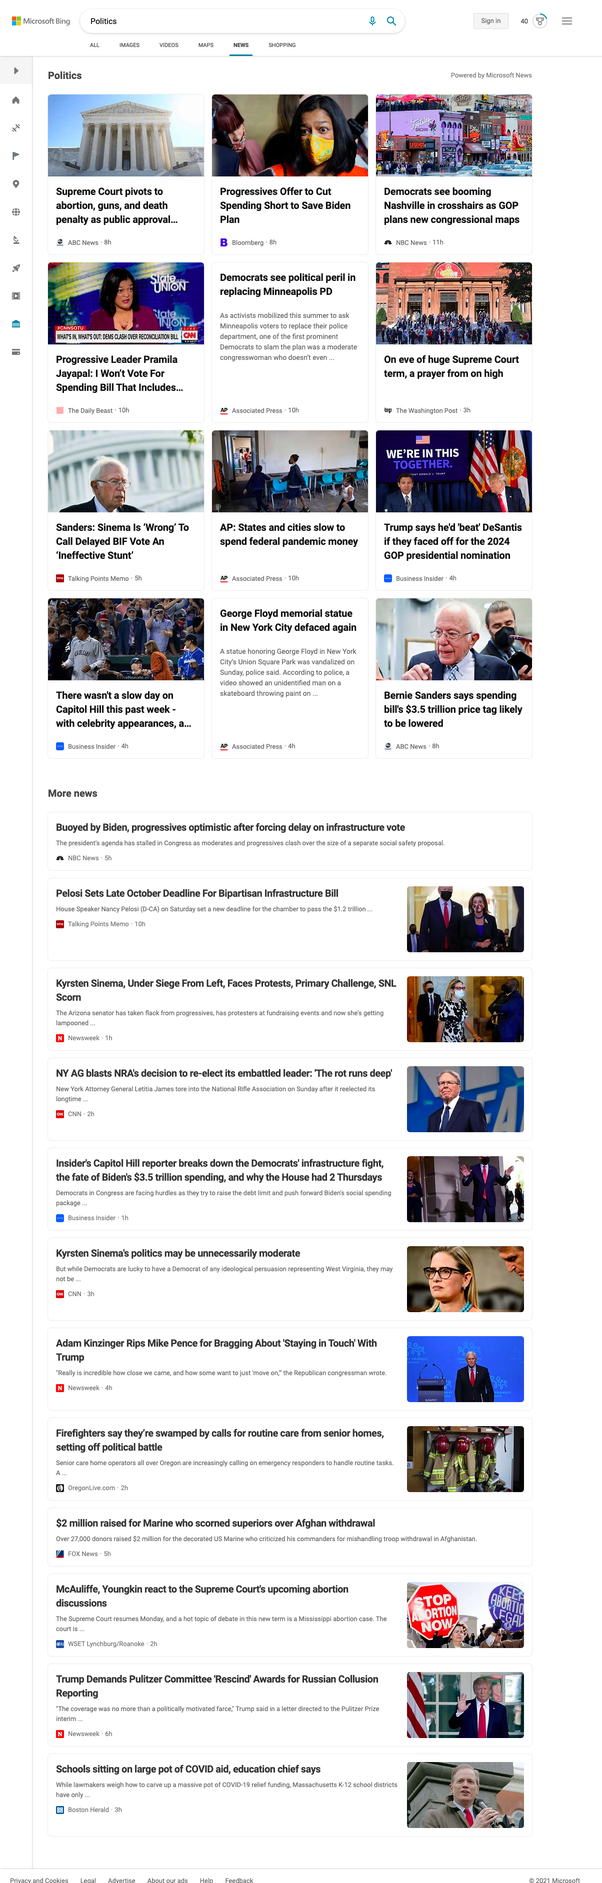 Microsoft Bing
Politics
Sign in
40
ALL
IMAGES
VIDEOS
MAPS
NEWS
SHOPPING
Politics
Powered by Microsoft News
Supreme Court pivots to
abortion, guns, and death
penalty as public approval...
ABC News · 8h
Progressives Offer to Cut
Spending Short to Save Biden
Plan
Bloomberg · 8h
Democrats see booming
Nashville in crosshairs as GOP
plans new congressional maps
NBC News · 11h
State
UNION
WHAT'S IN, WHAT'S OUT: DEMS CLASH OVER RECONCILIATION BILL
CNN
Progressive Leader Pramila
Jayapal: I Won't Vote For
Spending Bill That Includes...
The Daily Beast · 10h
Democrats see political peril in
replacing Minneapolis PD
As activists mobilized this summer to ask
Minneapolis voters to replace their police
department, one of the first prominent
Democrats to slam the plan was a moderate
congresswoman who doesn't even ...
AP Associated Press · 10h
On eve of huge Supreme Court
term, a prayer from on high
wp The Washington Post · 3h
Sanders: Sinema Is 'Wrong' To
Call Delayed BIF Vote An
'Ineffective Stunt'
Talking Points Memo · 5h
AP: States and cities slow to
spend federal pandemic money
AP Associated Press · 10h
WE'RE IN THIS
TOGETHER.
Trump says he'd 'beat' DeSantis
if they faced off for the 2024
GOP presidential nomination
Business Insider · 4h
There wasn't a slow day on
Capitol Hill this past week -
with celebrity appearances, a...
Business Insider · 4h
George Floyd memorial statue
in New York City defaced again
A statue honoring George Floyd in New York
City's Union Square Park was vandalized on
Sunday, police said. According to police, a
video showed an unidentified man on a
skateboard throwing paint on ...
AP Associated Press · 4h
Bernie Sanders says spending
bill's $3.5 trillion price tag likely
to be lowered
ABC News · 8h
More news
Buoyed by Biden, progressives optimistic after forcing delay on infrastructure vote
The president's agenda has stalled in Congress as moderates and progressives clash over the size of a separate social safety proposal.
NBC News · 5h
Pelosi Sets Late October Deadline For Bipartisan Infrastructure Bill
House Speaker Nancy Pelosi (D-CA) on Saturday set a new deadline for the chamber to pass the $1.2 trillion ...
Talking Points Memo · 10h
Kyrsten Sinema, Under Siege From Left, Faces Protests, Primary Challenge, SNL
Scorn
The Arizona senator has taken flack from progressives, has protesters at fundraising events and now she's getting
lampooned ...
N Newsweek · 1h
NY AG blasts NRA's decision to re-elect its embattled leader: 'The rot runs deep'
New York Attorney General Letitia James tore into the National Rifle Association on Sunday after it reelected its
longtime ...
CNN · 2h
Insider's Capitol Hill reporter breaks down the Democrats' infrastructure fight,
the fate of Biden's $3.5 trillion spending, and why the House had 2 Thursdays
Democrats in Congress are facing hurdles as they try to raise the debt limit and push forward Biden's social spending
package ...
Business Insider · 1h
Kyrsten Sinema's politics may be unnecessarily moderate
But while Democrats are lucky to have a Democrat of any ideological persuasion representing West Virginia, they may
not be ...
CNN · 3h
Adam Kinzinger Rips Mike Pence for Bragging About 'Staying in Touch' With
Trump
"Really is incredible how close we came, and how some want to just 'move on,'" the Republican congressman wrote.
N Newsweek · 4h
Firefighters say they're swamped by calls for routine care from senior homes,
setting off political battle
Senior care home operators all over Oregon are increasingly calling on emergency responders to handle routine tasks.
A ...
OregonLive.com · 2h
$2 million raised for Marine who scorned superiors over Afghan withdrawal
Over 27,000 donors raised $2 million for the decorated US Marine who criticized his commanders for mishandling troop withdrawal in Afghanistan.
FOX News · 5h
McAuliffe, Youngkin react to the Supreme Court's upcoming abortion
discussions
The Supreme Court resumes Monday, and a hot topic of debate in this new term is a Mississippi abortion case. The
court is ...
WSET Lynchburg/Roanoke · 2h
STOP
ABORTION
NOW
KEEP
ABORTION
LEGAL
Trump Demands Pulitzer Committee 'Rescind' Awards for Russian Collusion
Reporting
"The coverage was no more than a politically motivated farce," Trump said in a letter directed to the Pulitzer Prize
interim ...
N Newsweek · 6h
Schools sitting on large pot of COVID aid, education chief says
While lawmakers weigh how to carve up a massive pot of COVID-19 relief funding, Massachusetts K-12 school districts
have only ...
Boston Herald · 3h
Privacy and Cookies
Legal
Advertise
About our ads
Help
Feedback
© 2021 Microsoft